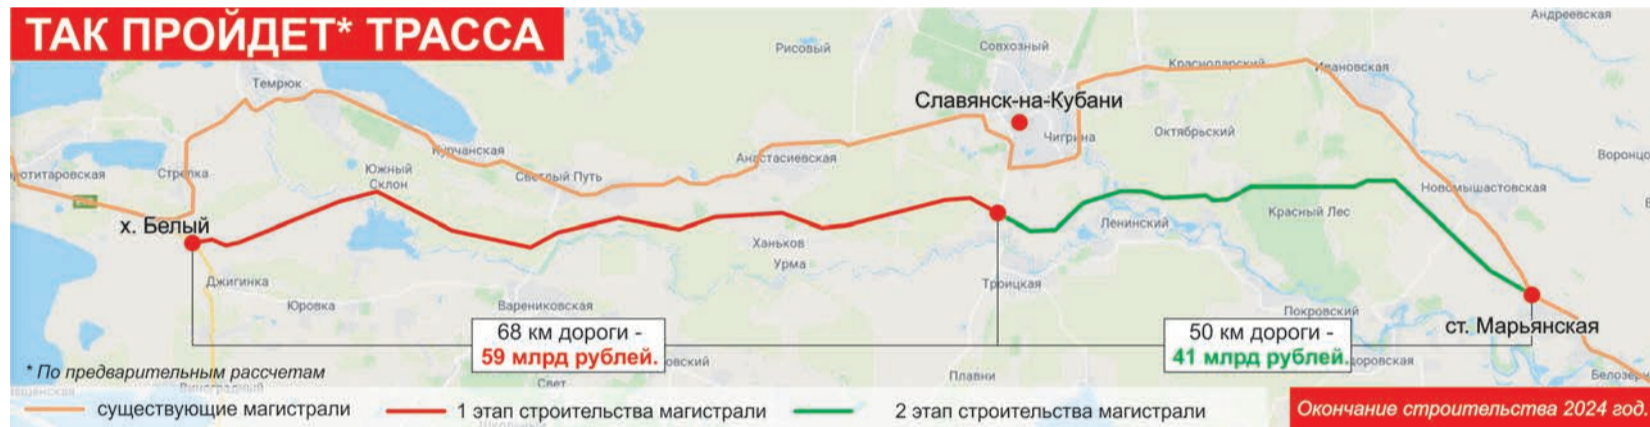 ТАК ПРОЙДЕТ* ТРАССА
Андреевская
Рисовый
Совхозный
Краснодарский
Ивановская
Темрюк
Славянск-на-Кубани
Чигрина
Октябрьский
Курчанская
Анастасиевская
Южный
Склон
Светлый Путь
Стрелка
Новомышастовская
х. Белый
Красный Лес
Ленинский
Ханьков
Урма
Джигинка
Троицкая
Юровка
Варениковская
Покровский
68 км дороги -
59 млрд рублей.
50 км дороги -
41 млрд рублей.
ст. Марьянская
* По предварительным рассчетам
Плавни
Свет
существующие магистрали
1 этап строительства магистрали
2 этап строительства магистрали
Окончание строительства 2024 год.